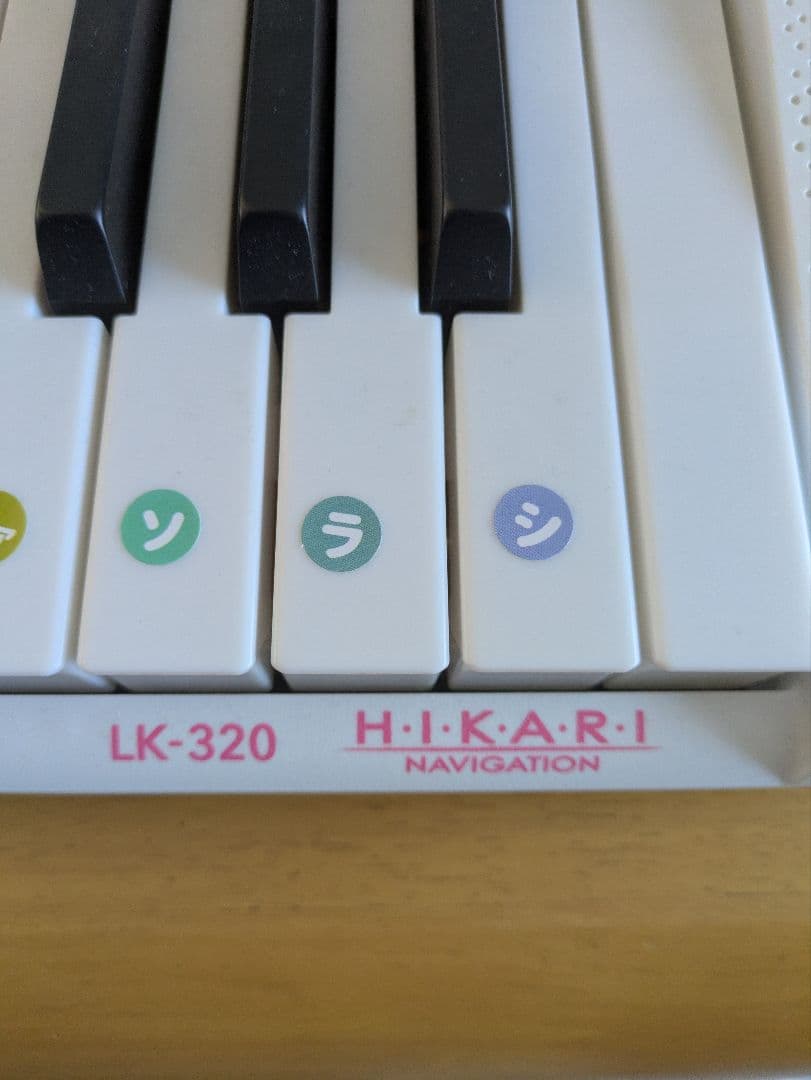 ソ
ラ
シ
LK-320
H·I·K·A·R·I
NAVIGATION